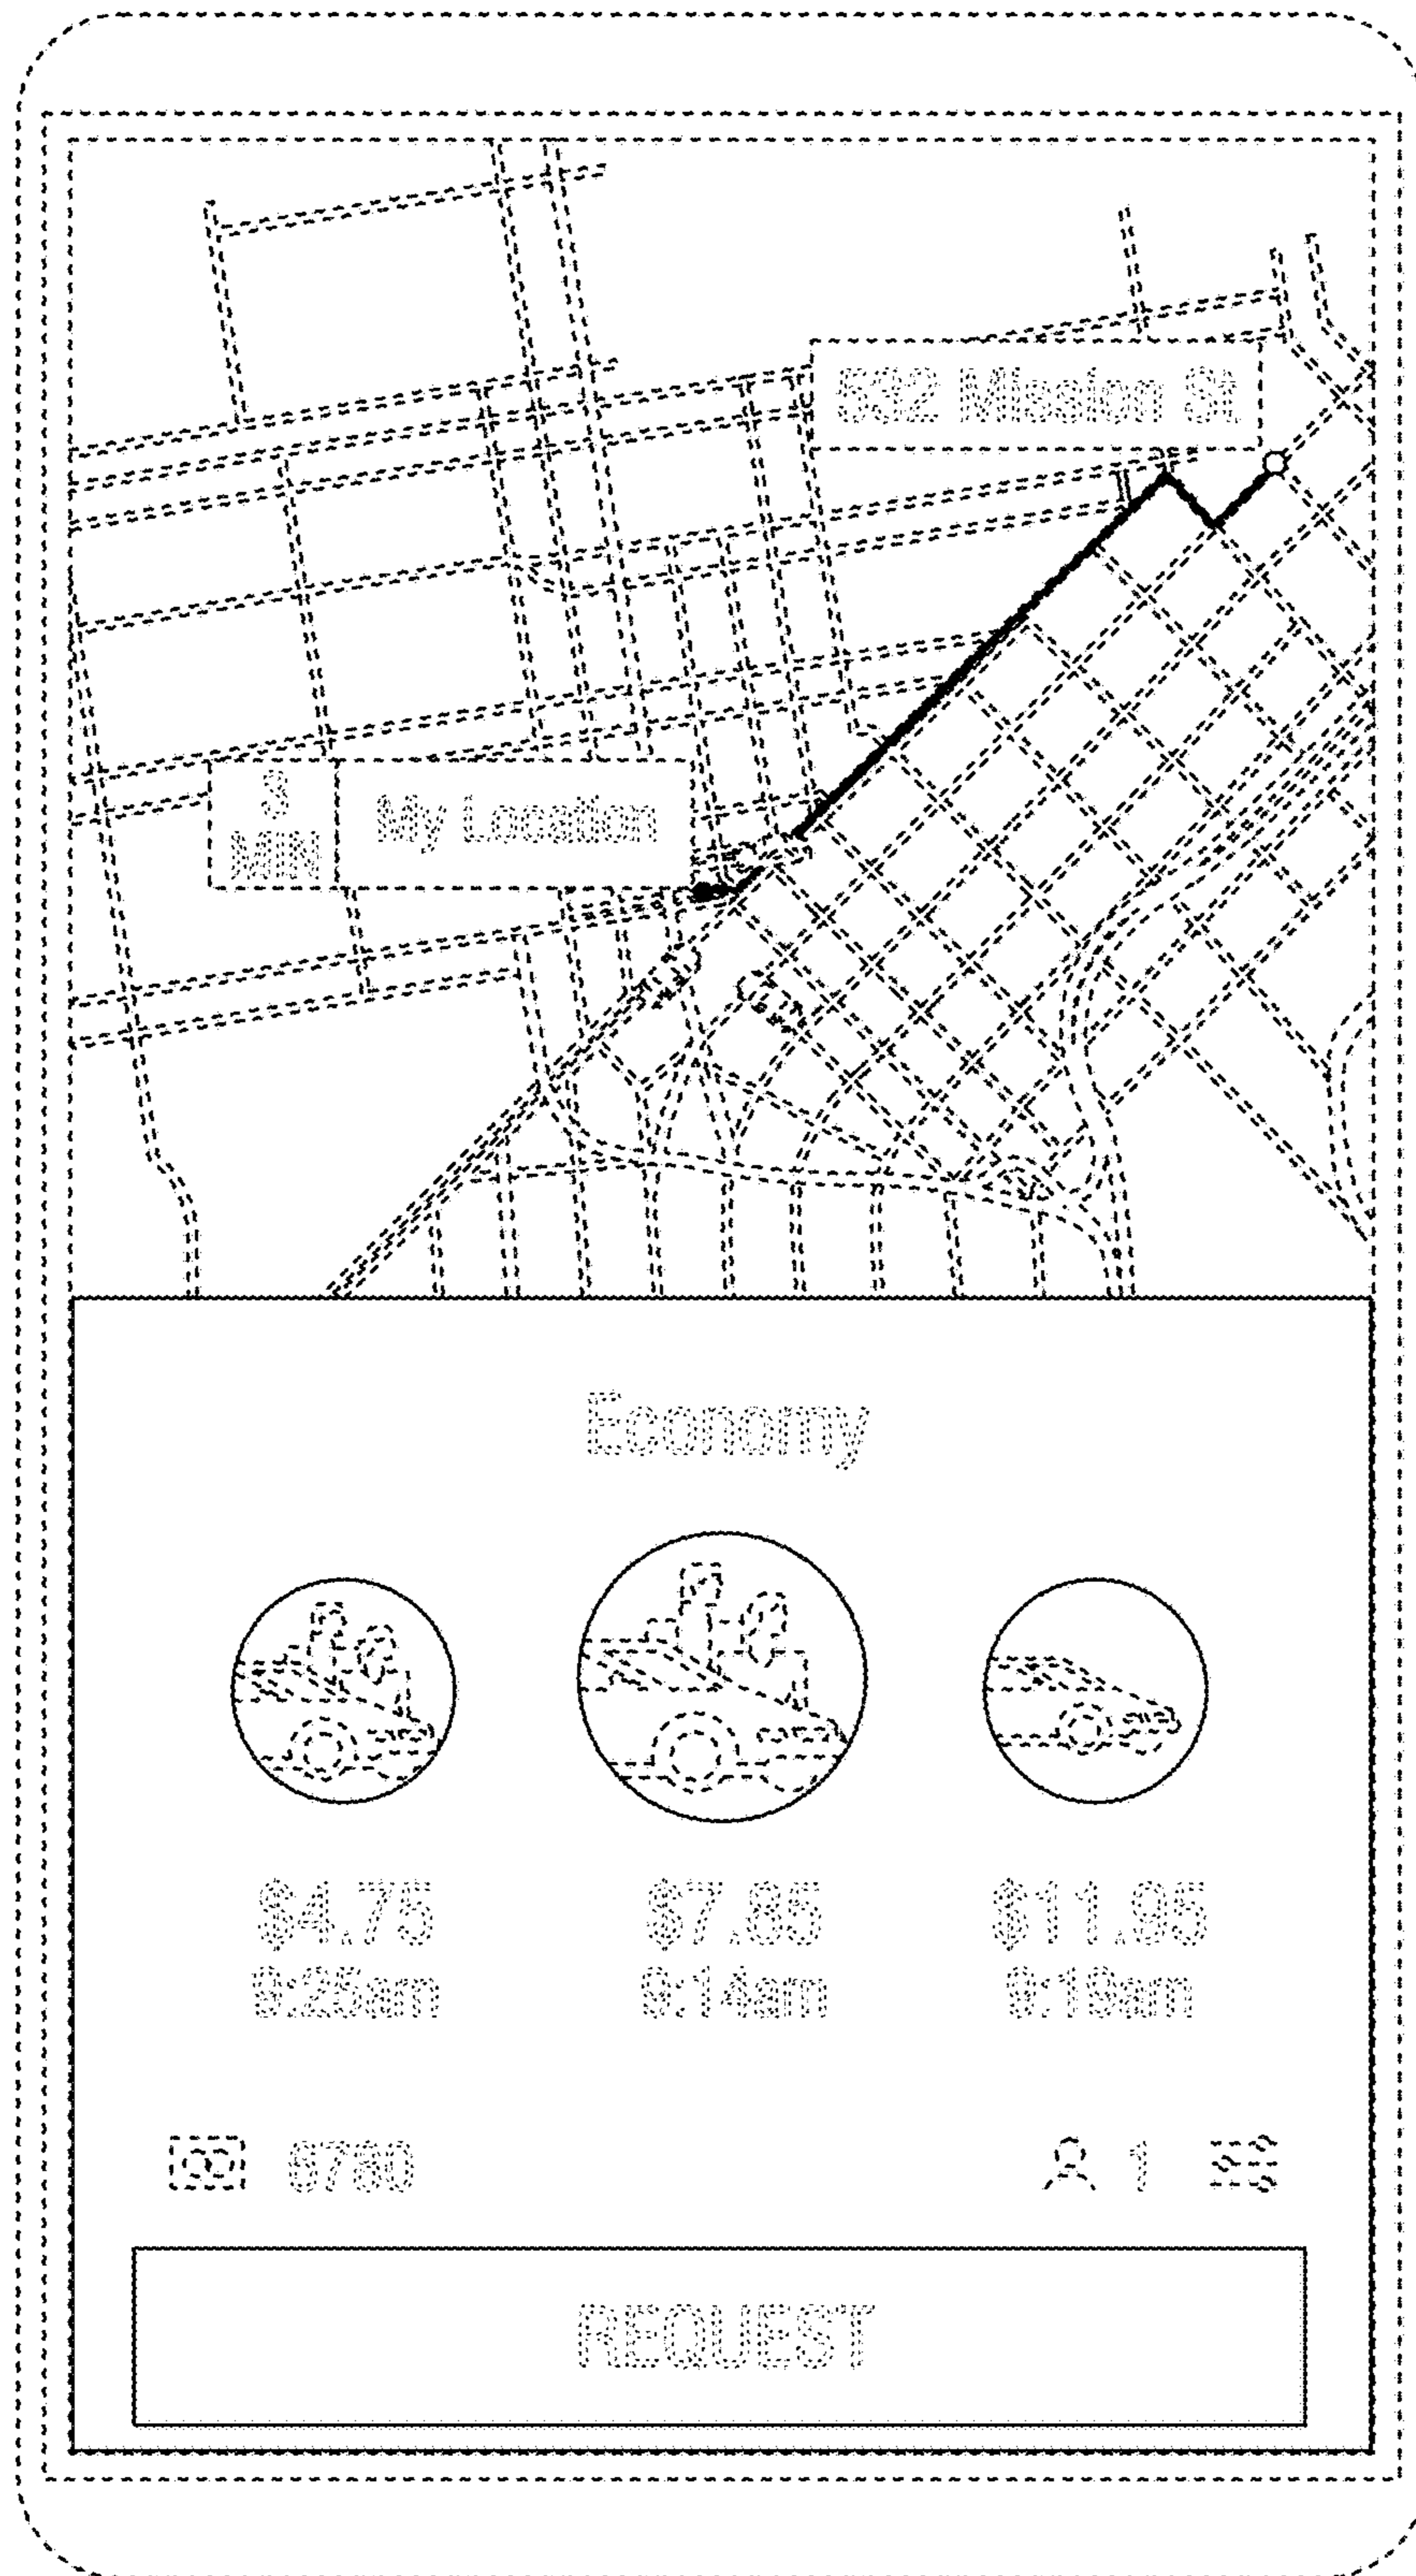 532 Mission St
3
MIN
My Location
Economy
$4.75 $7.85 $11.95
9:25am 9:14am 9:19am
6780
1
REQUEST